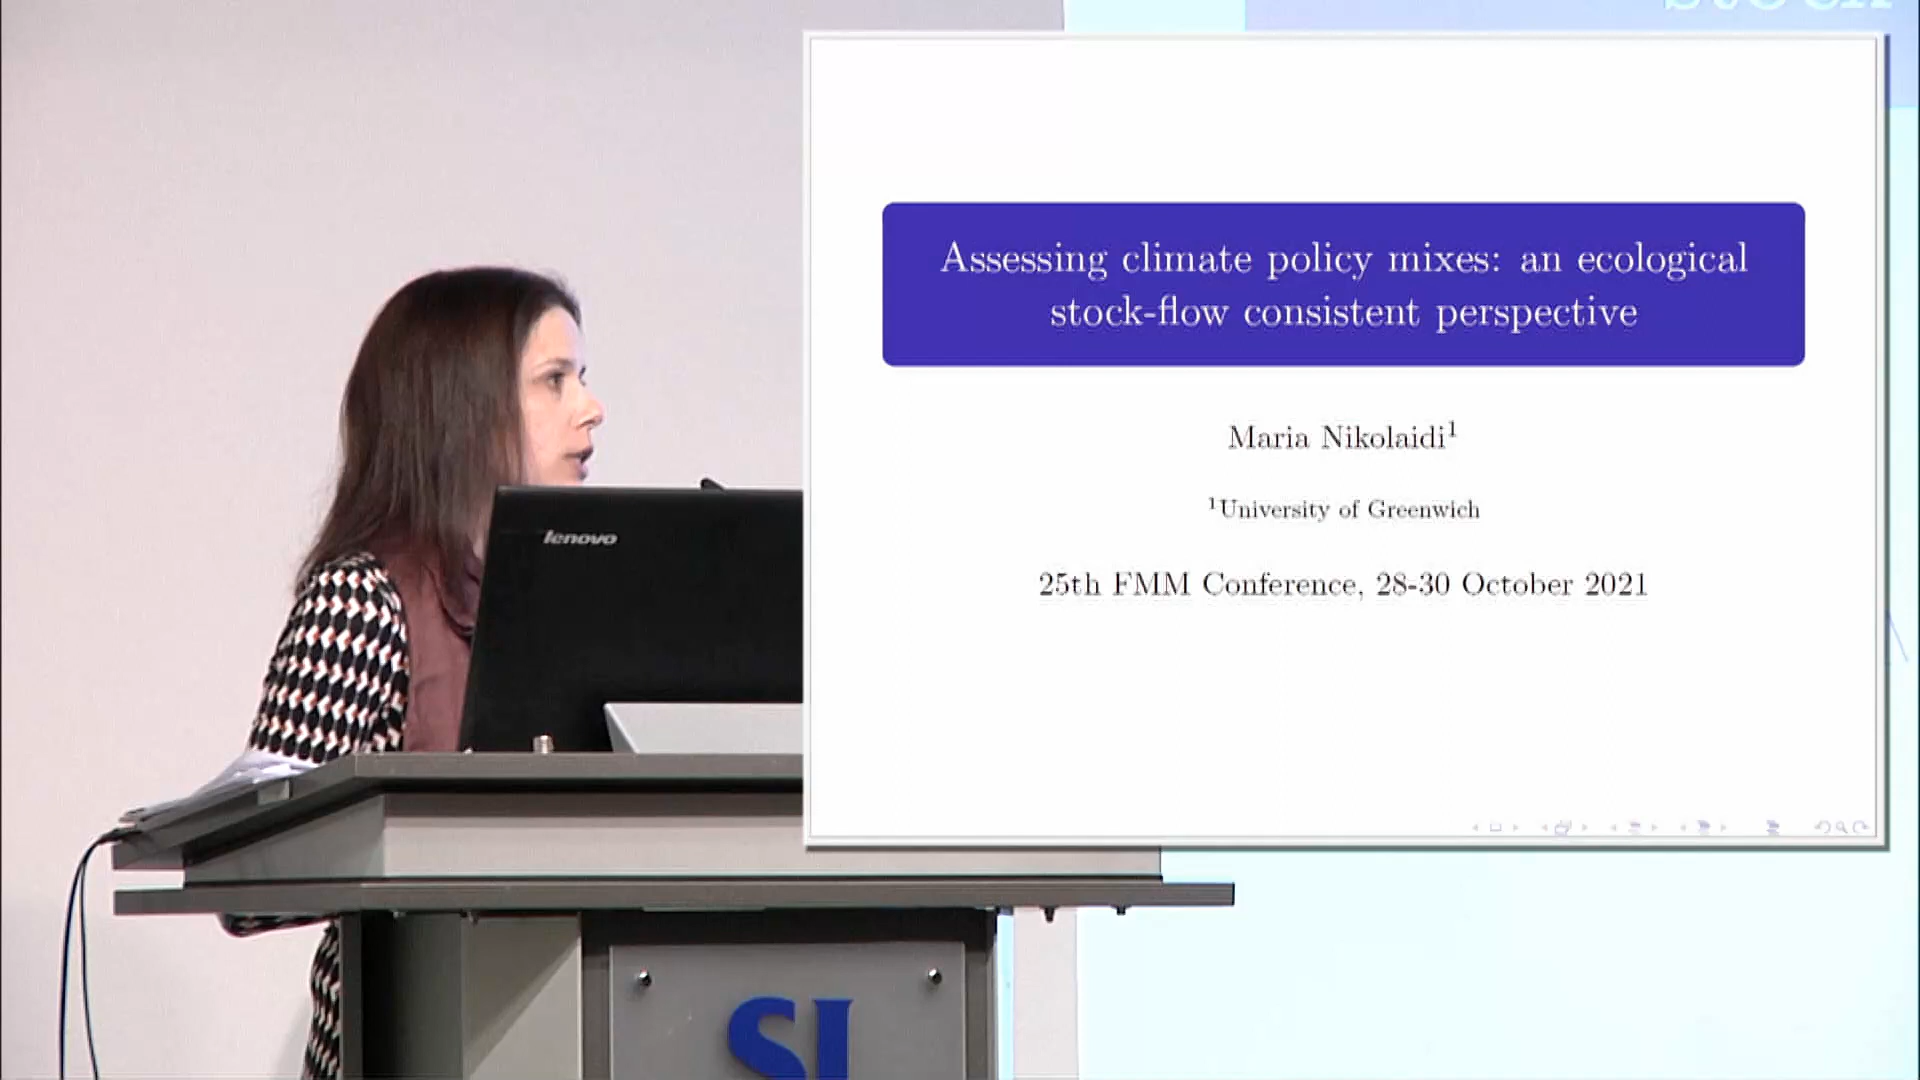 Assessing climate policy mixes: an ecological
stock-flow consistent perspective
Maria Nikolaidi¹
¹University of Greenwich
25th FMM Conference, 28-30 October 2021
lenovo